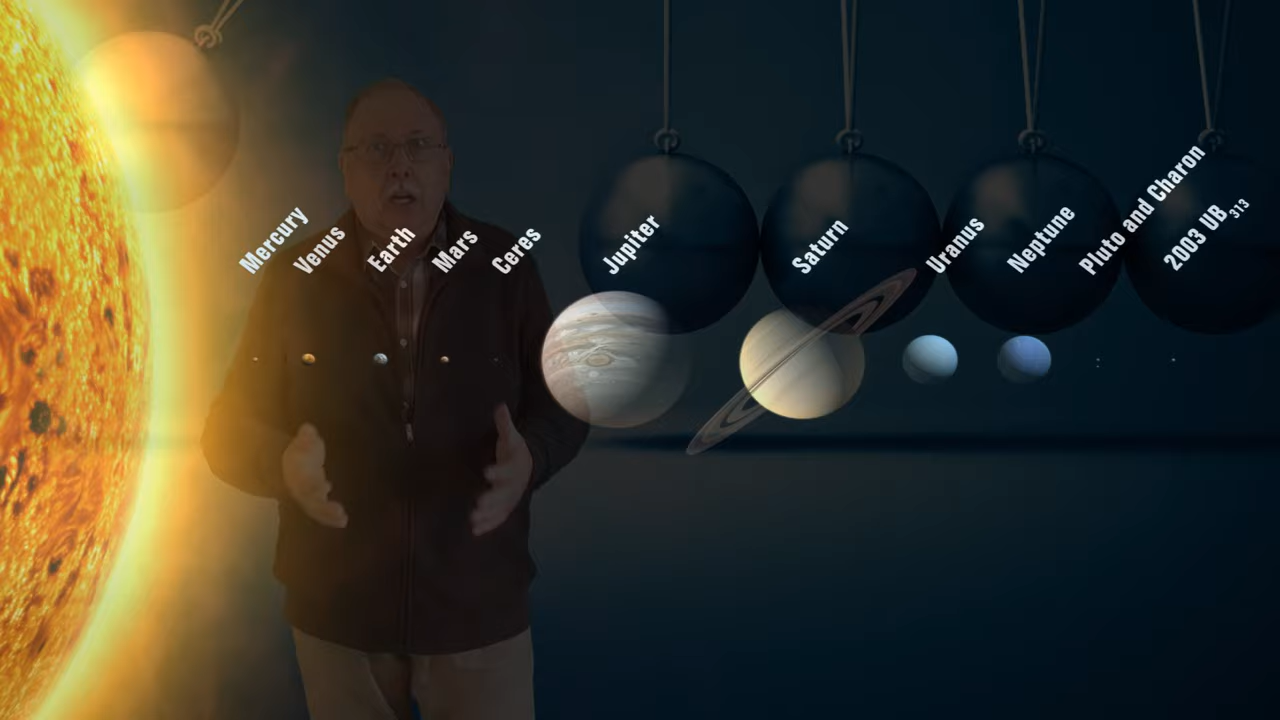 Mercury
Venus
Earth
Mars
Ceres
Jupiter
Saturn
Uranus
Neptune
Pluto and Charon
2003 UB₃₁₃